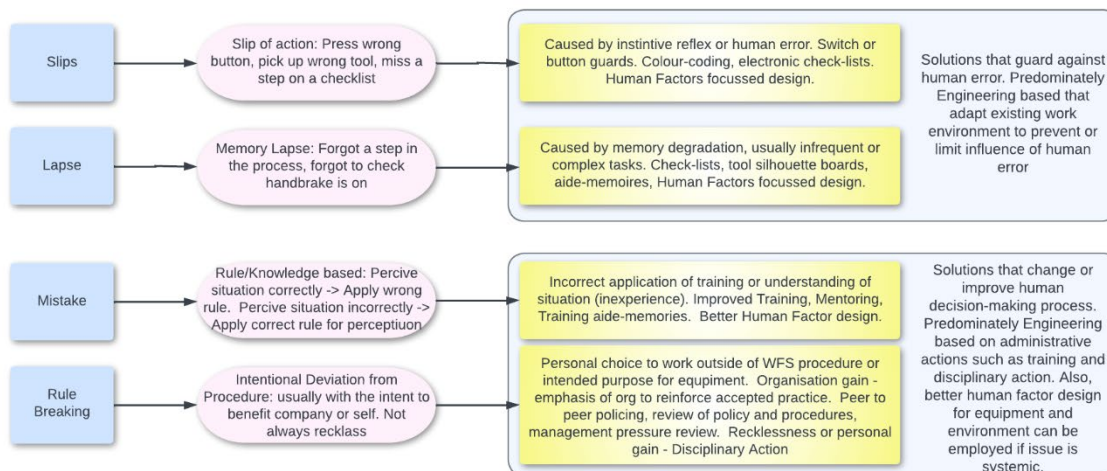 Slips
Slip of action: Press wrong
button, pick up wrong tool, miss a
step on a checklist
Caused by instintive reflex or human error. Switch or
button guards. Colour-coding, electronic check-lists.
Human Factors focussed design.
Solutions that guard against
human error. Predominately
Engineering based that
adapt existing work
environment to prevent or
limit influence of human
error
Lapse
Memory Lapse: Forgot a step
in the process, forgot to check
handbrake is on
Caused by memory degradation, usually infrequent or
complex tasks. Check-lists, tool silhouette boards,
aide-memoires, Human Factors focussed design.
Mistake
Rule/Knowledge based: Percive
situation correctly -> Apply wrong
rule. Percive situation incorrectly ->
Apply correct rule for perceptiuon
Incorrect application of training or understanding of
situation (inexperience). Improved Training, Mentoring,
Training aide-memories. Better Human Factor design.
Solutions that change or
improve human
decision-making process.
Predominately Engineering
based on administrative
actions such as training and
disciplinary action. Also,
better human factor design
for equipment and
environment can be
employed if issue is
systemic.
Rule
Breaking
Intentional Deviation from
Procedure: usually with the intent to
benefit company or self. Not
always recklass
Personal choice to work outside of WFS procedure or
intended purpose for equpiment. Organisation gain -
emphasis of org to reinforce accepted practice. Peer to
peer policing, review of policy and procedures,
management pressure review. Recklessness or personal
gain - Disciplinary Action